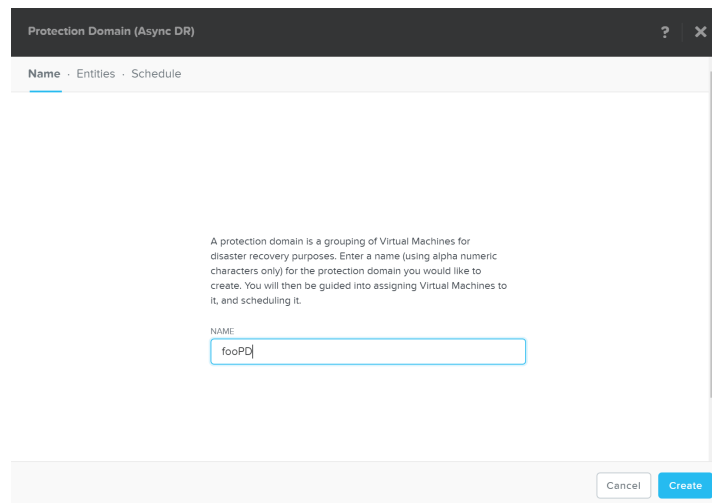 Protection Domain (Async DR)
?
Name · Entities · Schedule
A protection domain is a grouping of Virtual Machines for
disaster recovery purposes. Enter a name (using alpha numeric
characters only) for the protection domain you would like to
create. You will then be guided into assigning Virtual Machines to
it, and scheduling it.
NAME
fooPD
Cancel
Create